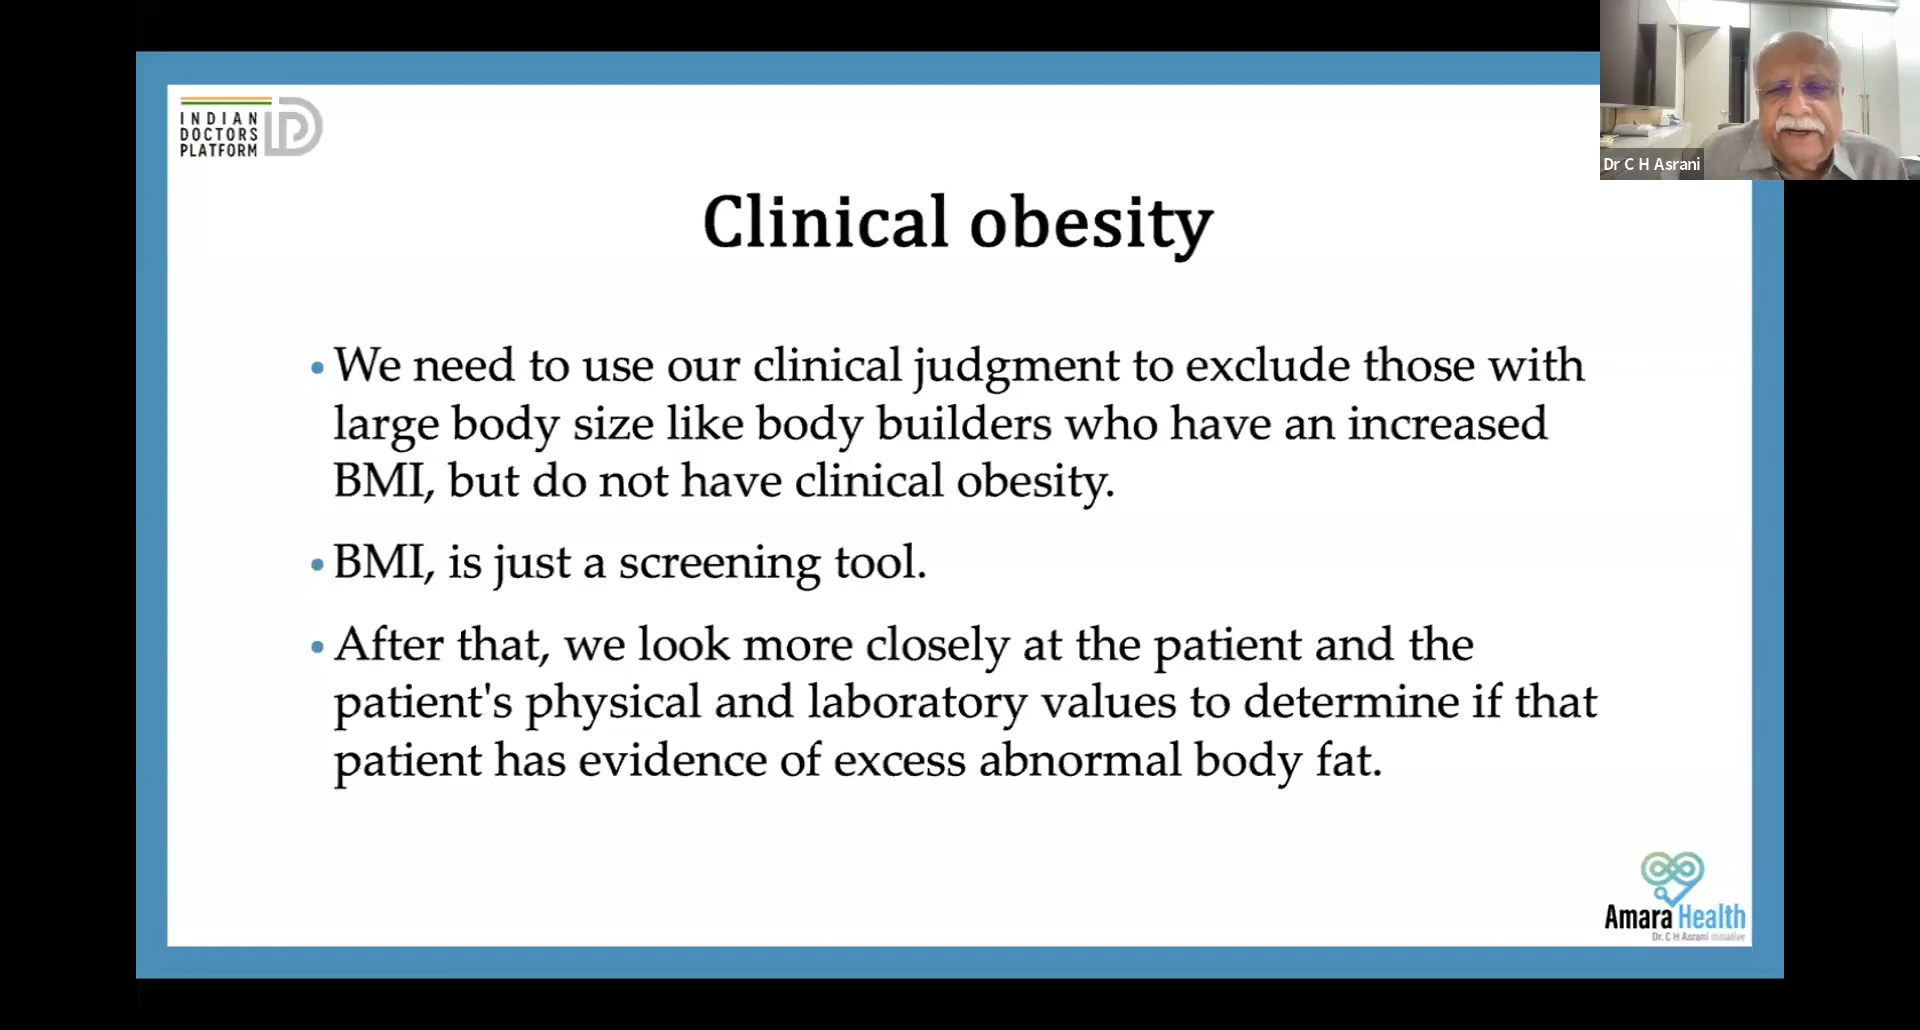 INDIAN
DOCTORS
PLATFORM
Dr C H Asrani
Clinical obesity
• We need to use our clinical judgment to exclude those with
large body size like body builders who have an increased
BMI, but do not have clinical obesity.
• BMI, is just a screening tool.
• After that, we look more closely at the patient and the
patient's physical and laboratory values to determine if that
patient has evidence of excess abnormal body fat.
Amara Health
Dr. C H Asrani initiative